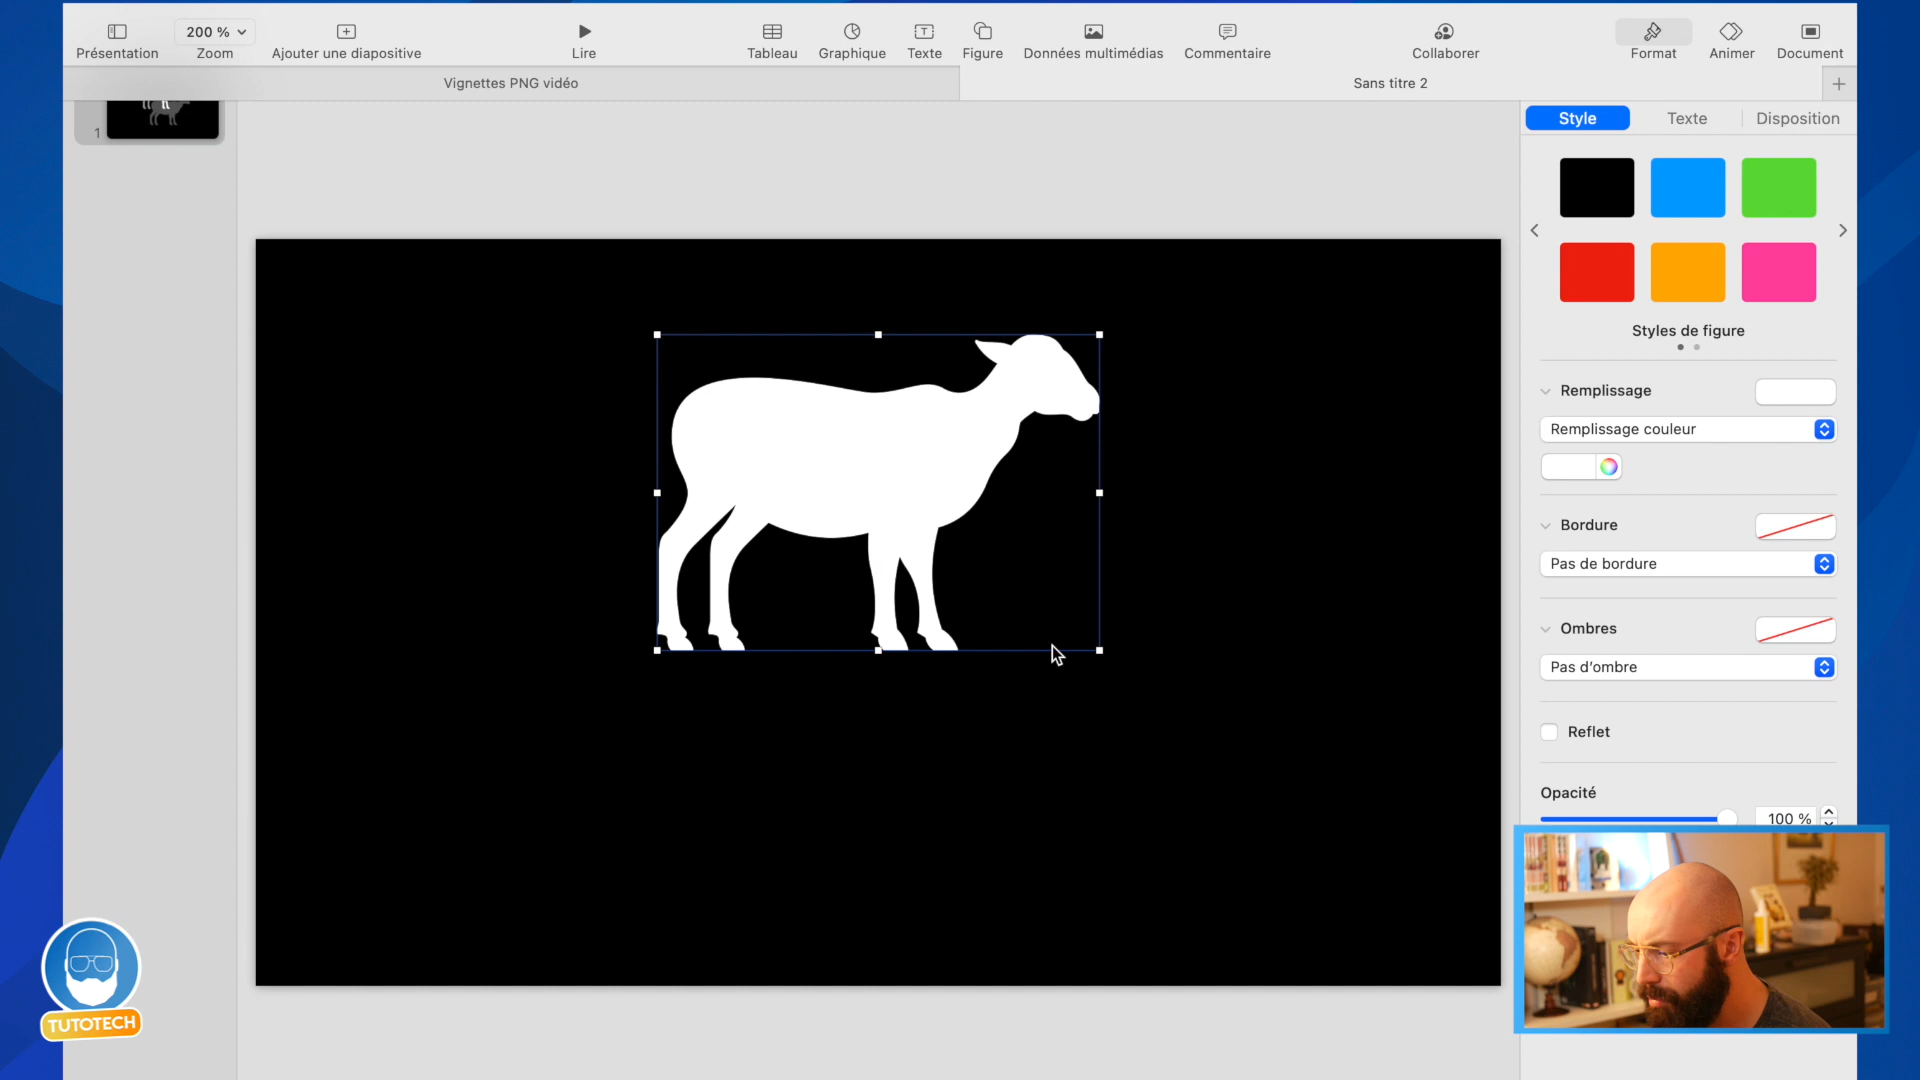 Présentation
200 %
Zoom
Ajouter une diapositive
Lire
Tableau
Graphique
Texte
Figure
Données multimédias
Commentaire
Collaborer
Format
Animer
Document
Vignettes PNG vidéo
Sans titre 2
1
Style
Texte
Disposition
Styles de figure
Remplissage
Remplissage couleur
Bordure
Pas de bordure
Ombres
Pas d'ombre
Reflet
Opacité
100 %
TUTOTECH